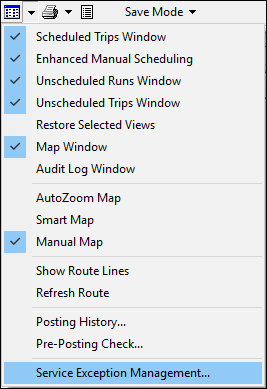 Save Mode
Scheduled Trips Window
Enhanced Manual Scheduling
Unscheduled Runs Window
Unscheduled Trips Window
Restore Selected Views
Map Window
Audit Log Window
AutoZoom Map
Smart Map
Manual Map
Show Route Lines
Refresh Route
Posting History...
Pre-Posting Check...
Service Exception Management...